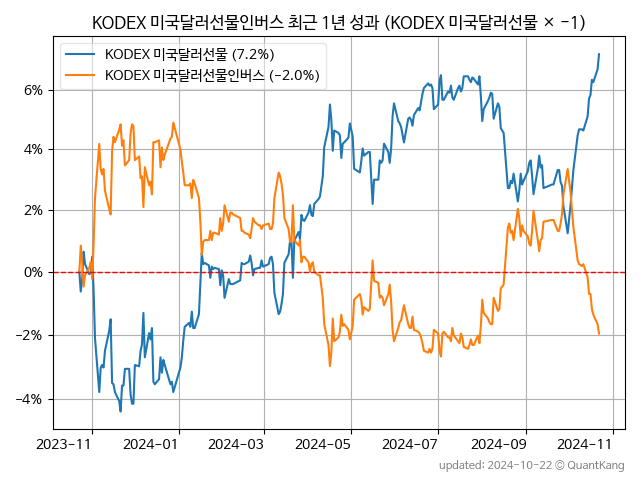 KODEX 미국달러선물인버스 최근 1년 성과 (KODEX 미국달러선물 × −1)
KODEX 미국달러선물 (7.2%)
KODEX 미국달러선물인버스 (−2.0%)
6%
4%
2%
0%
−2%
−4%
2023-11 2024-01 2024-03 2024-05 2024-07 2024-09 2024-11
updated: 2024-10-22 © QuantKang